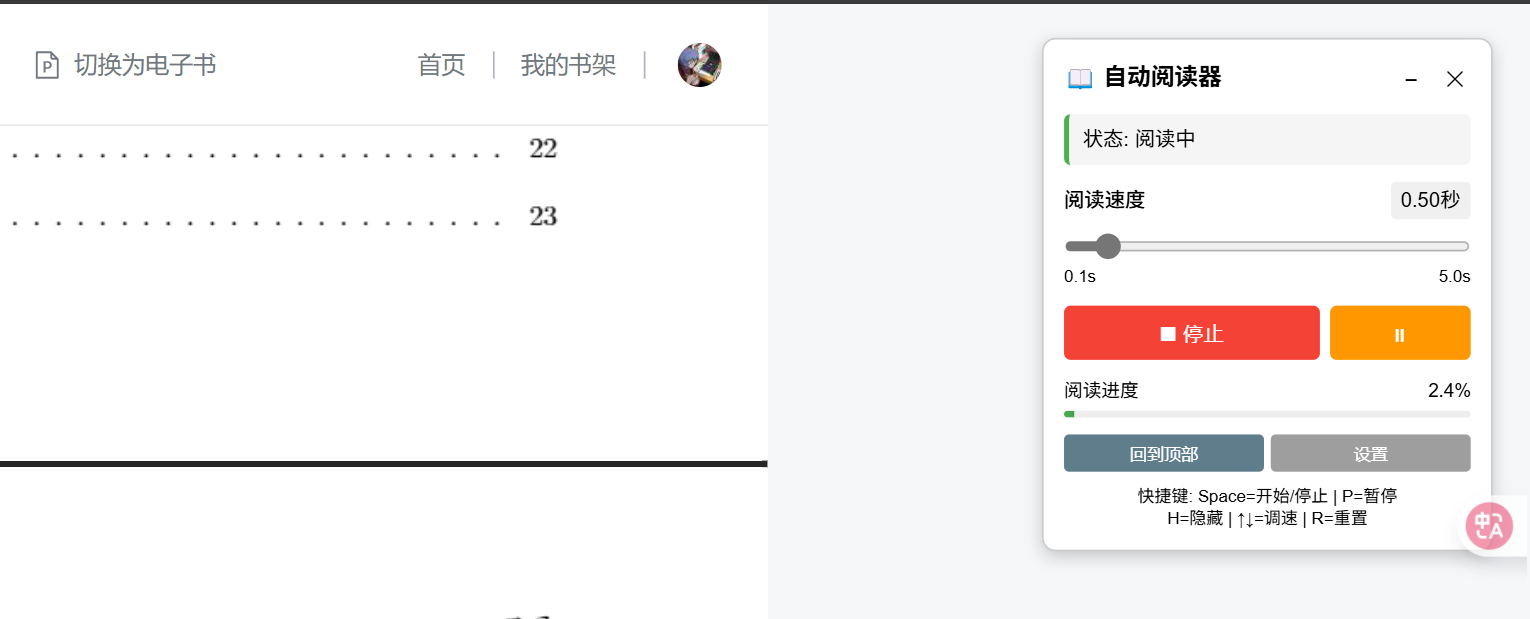 切换为电子书
首页 | 我的书架 |
. . . . . . . . . . . . . . . . . . . . . . . 22
. . . . . . . . . . . . . . . . . . . . . . . 23
自动阅读器
状态: 阅读中
阅读速度 0.50秒
0.1s 5.0s
停止
阅读进度 2.4%
回到顶部 设置
快捷键: Space=开始/停止 | P=暂停
H=隐藏 | ↑↓=调速 | R=重置
中A